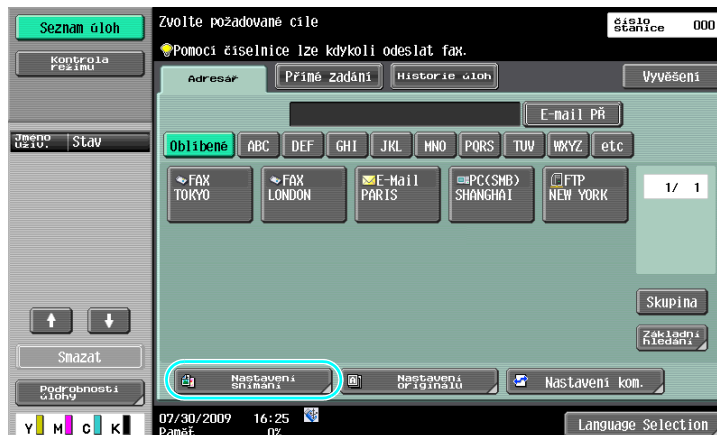 Seznam úloh
Kontrola
režimu
Jméno
uživ.
Stav
Smazat
Podrobnosti
úlohy
Y M C K
Zvolte požadované cíle
číslo
stanice
000
Pomocí číselnice lze kdykoli odeslat fax.
Adresář
Přímé zadání
Historie úloh
Vyvěšení
E-mail PŘ
Oblíbené ABC DEF GHI JKL MNO PQRS TUV WXYZ etc
FAX
TOKYO
FAX
LONDON
E-Mail
PARIS
PC(SMB)
SHANGHAI
FTP
NEW YORK
1/ 1
Skupina
Základní
hledání
Nastavení
snímání
Nastavení
originálu
Nastavení kom.
07/30/2009 16:25
Paměť 0%
Language Selection